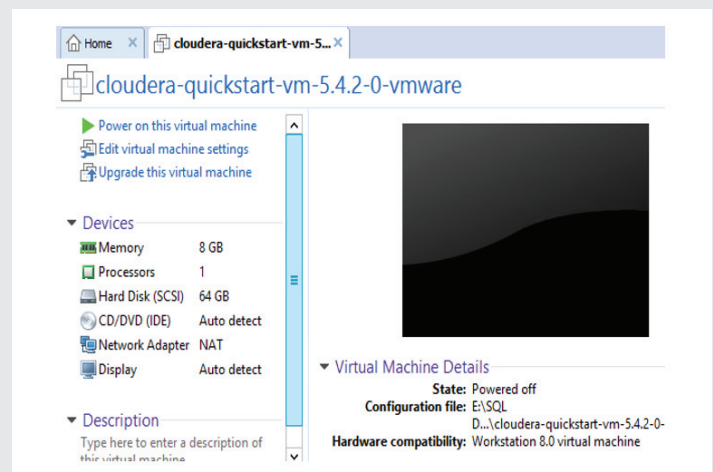 Home × cloudera-quickstart-vm-5... ×
cloudera-quickstart-vm-5.4.2-0-vmware
Power on this virtual machine
Edit virtual machine settings
Upgrade this virtual machine
Devices
Memory 8 GB
Processors 1
Hard Disk (SCSI) 64 GB
CD/DVD (IDE) Auto detect
Network Adapter NAT
Display Auto detect
Description
Type here to enter a description of
this virtual machine
Virtual Machine Details
State: Powered off
Configuration file: E:\SQL
D...\cloudera-quickstart-vm-5.4.2-0-
Hardware compatibility: Workstation 8.0 virtual machine